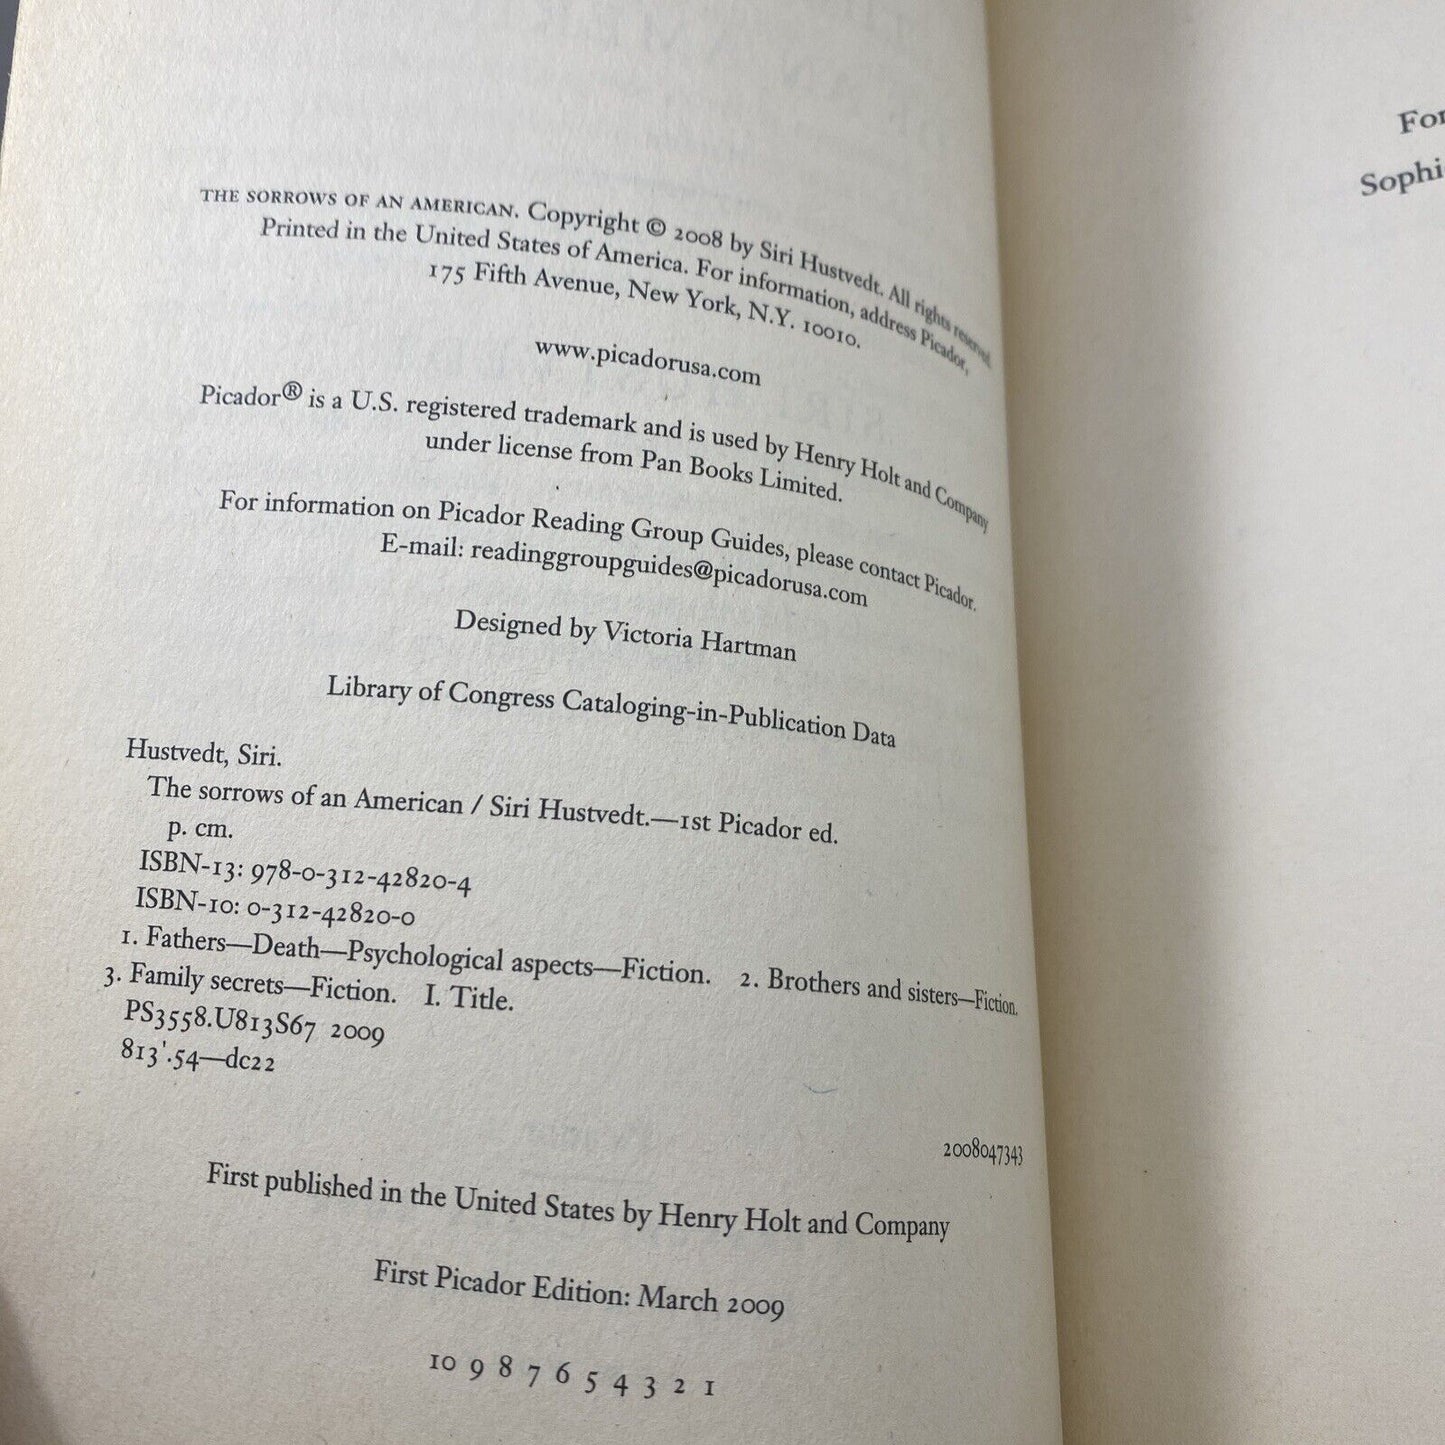 THE SORROWS OF AN AMERICAN. Copyright © 2008 by Siri Hustvedt. All rights reserved.
Printed in the United States of America. For information, address Picador,
175 Fifth Avenue, New York, N.Y. 10010.
www.picadorusa.com
Picador® is a U.S. registered trademark and is used by Henry Holt and Company
under license from Pan Books Limited.
For information on Picador Reading Group Guides, please contact Picador.
E-mail: readinggroupguides@picadorusa.com
Designed by Victoria Hartman
Library of Congress Cataloging-in-Publication Data
Hustvedt, Siri.
The sorrows of an American / Siri Hustvedt.—1st Picador ed.
p. cm.
ISBN-13: 978-0-312-42820-4
ISBN-10: 0-312-42820-0
1. Fathers—Death—Psychological aspects—Fiction. 2. Brothers and sisters—Fiction.
3. Family secrets—Fiction. I. Title.
PS3558.U813S67 2009
813'.54—dc22
2008047343
First published in the United States by Henry Holt and Company
First Picador Edition: March 2009
10 9 8 7 6 5 4 3 2 1
For
Sophi